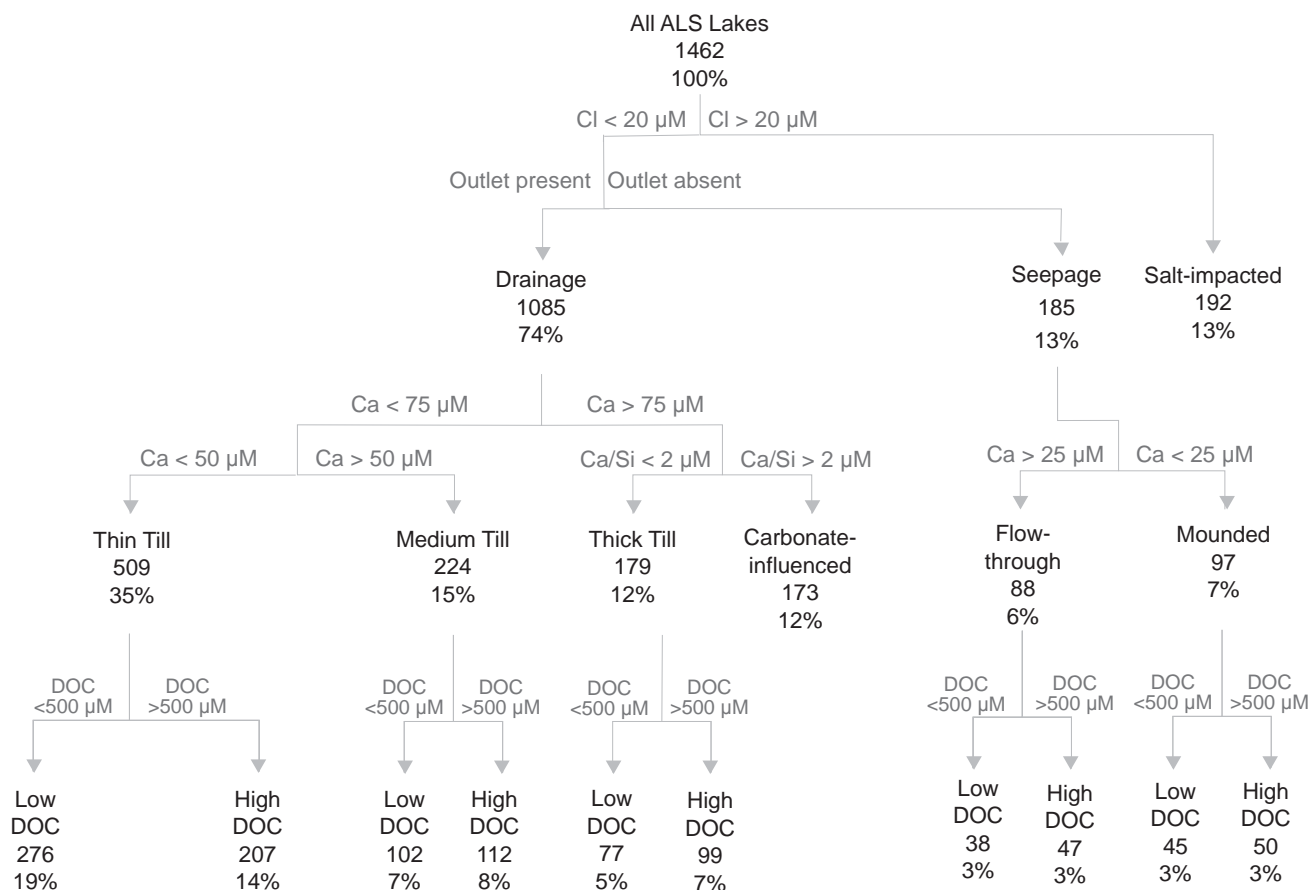 All ALS Lakes
1462
100%
Cl < 20 µM
Cl > 20 µM
Outlet present
Outlet absent
Drainage
1085
74%
Seepage
185
13%
Salt-impacted
192
13%
Ca < 75 µM
Ca > 75 µM
Ca < 50 µM
Ca > 50 µM
Ca/Si < 2 µM
Ca/Si > 2 µM
Ca > 25 µM
Ca < 25 µM
Thin Till
509
35%
Medium Till
224
15%
Thick Till
179
12%
Carbonate-
influenced
173
12%
Flow-
through
88
6%
Mounded
97
7%
DOC
<500 µM
DOC
>500 µM
DOC
<500 µM
DOC
>500 µM
DOC
<500 µM
DOC
>500 µM
DOC
<500 µM
DOC
>500 µM
DOC
<500 µM
DOC
>500 µM
Low
DOC
276
19%
High
DOC
207
14%
Low
DOC
102
7%
High
DOC
112
8%
Low
DOC
77
5%
High
DOC
99
7%
Low
DOC
38
3%
High
DOC
47
3%
Low
DOC
45
3%
High
DOC
50
3%